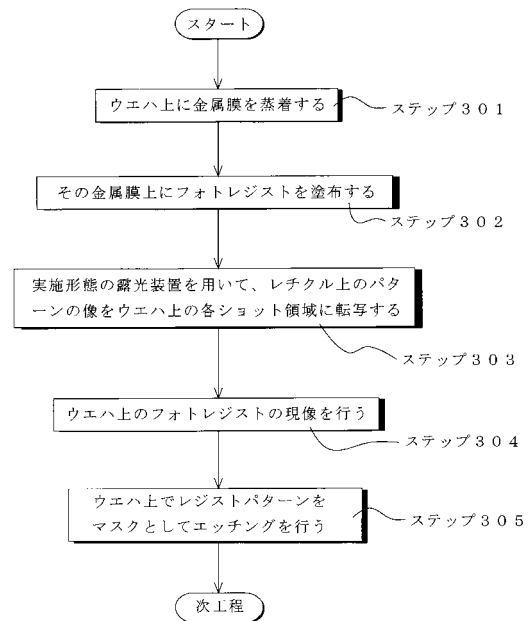 スタート
ウエハ上に金属膜を蒸着する
ステップ301
その金属膜上にフォトレジストを塗布する
ステップ302
実施形態の露光装置を用いて、レチクル上のパタ
ーンの像をウエハ上の各ショット領域に転写する
ステップ303
ウエハ上のフォトレジストの現像を行う
ステップ304
ウエハ上でレジストパターンを
マスクとしてエッチングを行う
ステップ305
次工程